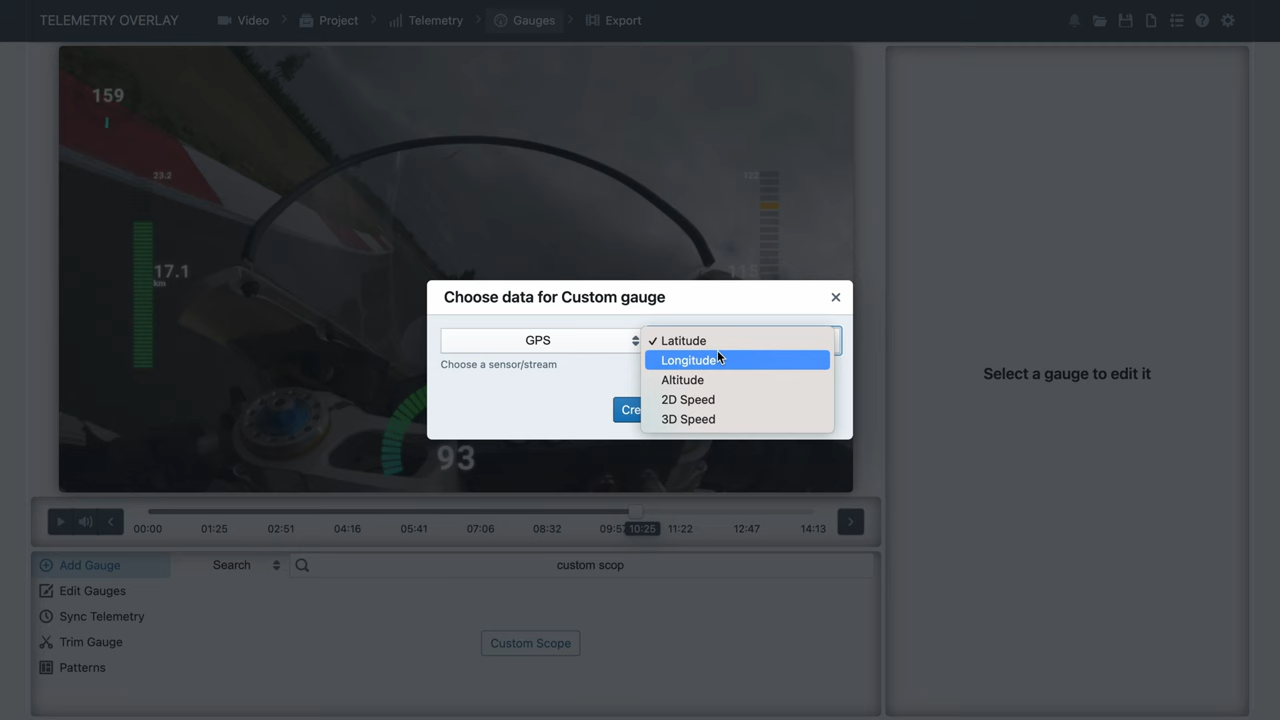 TELEMETRY OVERLAY
Video
Project
Telemetry
Gauges
Export
159
23.2
17.1
km
122
115
93
Choose data for Custom gauge
GPS
Choose a sensor/stream
Latitude
Longitude
Altitude
2D Speed
3D Speed
Cre
Select a gauge to edit it
00:00 01:25 02:51 04:16 05:41 07:06 08:32 09:57 10:25 11:22 12:47 14:13
Add Gauge
Search
custom scop
Edit Gauges
Sync Telemetry
Trim Gauge
Custom Scope
Patterns